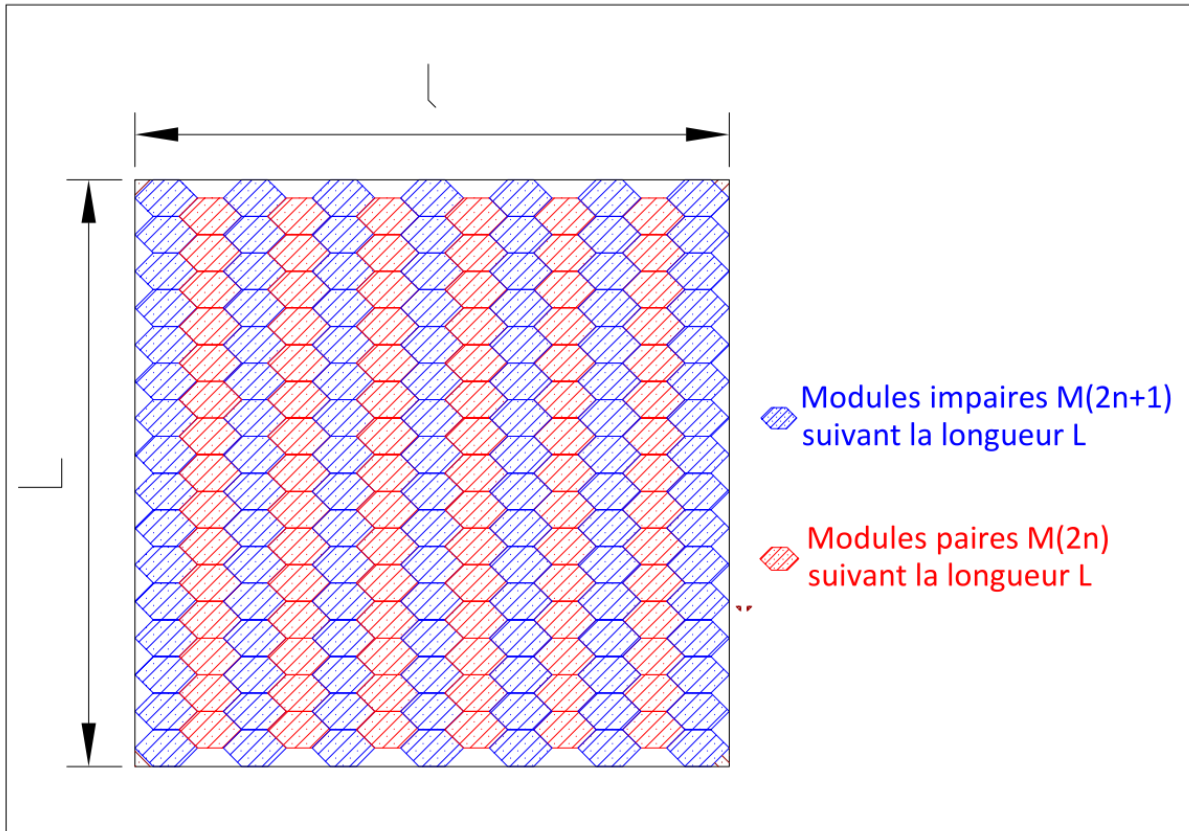 l
L
Modules impaires M(2n+1)
suivant la longueur L
Modules paires M(2n)
suivant la longueur L